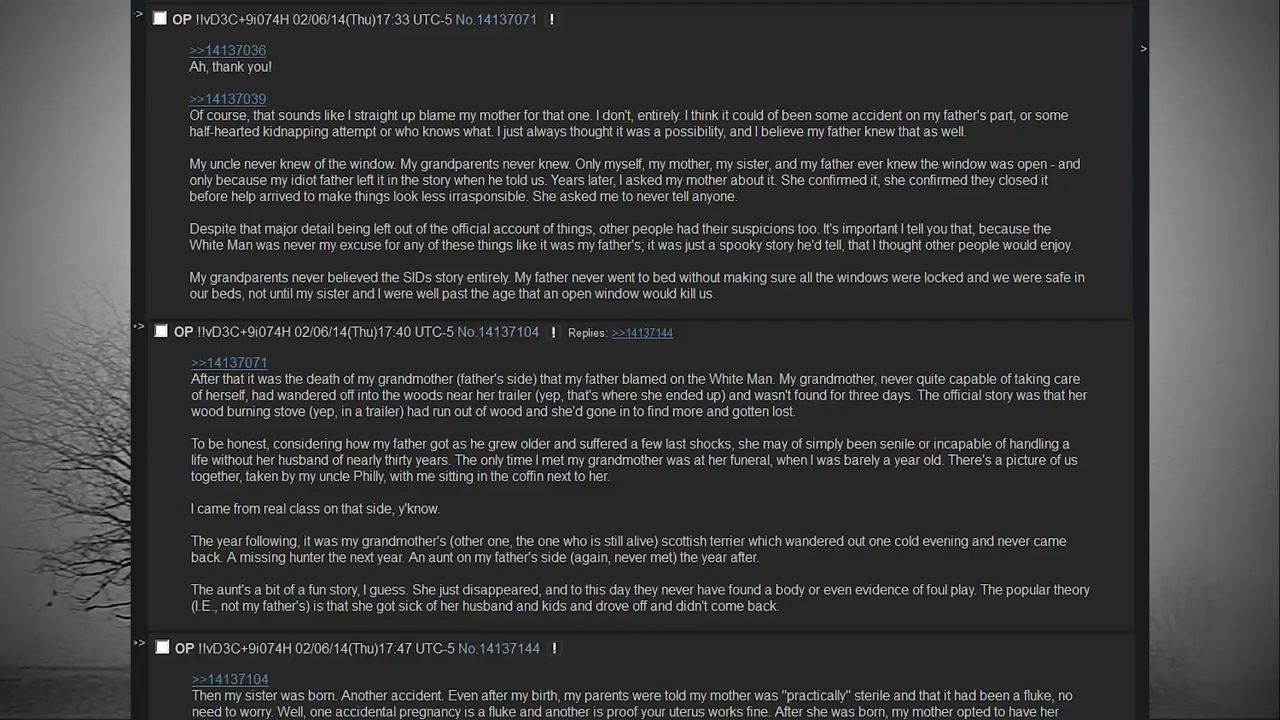 OP !!vD3C+9i074H 02/06/14(Thu)17:33 UTC-5 No.14137071 !
>>14137036
Ah, thank you!
>>14137039
Of course, that sounds like I straight up blame my mother for that one. I don't, entirely. I think it could of been some accident on my father's part, or some
half-hearted kidnapping attempt or who knows what. I just always thought it was a possibility, and I believe my father knew that as well.
My uncle never knew of the window. My grandparents never knew. Only myself, my mother, my sister, and my father ever knew the window was open - and
only because my idiot father left it in the story when he told us. Years later, I asked my mother about it. She confirmed it, she confirmed they closed it
before help arrived to make things look less irrasponsible. She asked me to never tell anyone.
Despite that major detail being left out of the official account of things, other people had their suspicions too. It's important I tell you that, because the
White Man was never my excuse for any of these things like it was my father's; it was just a spooky story he'd tell, that I thought other people would enjoy.
My grandparents never believed the SIDs story entirely. My father never went to bed without making sure all the windows were locked and we were safe in
our beds, not until my sister and I were well past the age that an open window would kill us.
>> OP !!vD3C+9i074H 02/06/14(Thu)17:40 UTC-5 No.14137104 ! Replies: >>14137144
>>14137071
After that it was the death of my grandmother (father's side) that my father blamed on the White Man. My grandmother, never quite capable of taking care
of herself, had wandered off into the woods near her trailer (yep, that's where she ended up) and wasn't found for three days. The official story was that her
wood burning stove (yep, in a trailer) had run out of wood and she'd gone in to find more and gotten lost.
To be honest, considering how my father got as he grew older and suffered a few last shocks, she may of simply been senile or incapable of handling a
life without her husband of nearly thirty years. The only time I met my grandmother was at her funeral, when I was barely a year old. There's a picture of us
together, taken by my uncle Philly, with me sitting in the coffin next to her.
I came from real class on that side, y'know.
The year following, it was my grandmother's (other one, the one who is still alive) scottish terrier which wandered out one cold evening and never came
back. A missing hunter the next year. An aunt on my father's side (again, never met) the year after.
The aunt's a bit of a fun story, I guess. She just disappeared, and to this day they never have found a body or even evidence of foul play. The popular theory
(I.E., not my father's) is that she got sick of her husband and kids and drove off and didn't come back.
>> OP !!vD3C+9i074H 02/06/14(Thu)17:47 UTC-5 No.14137144 !
>>14137104
Then my sister was born. Another accident. Even after my birth, my parents were told my mother was "practically" sterile and that it had been a fluke, no
need to worry. Well, one accidental pregnancy is a fluke and another is proof your uterus works fine. After she was born, my mother opted to have her